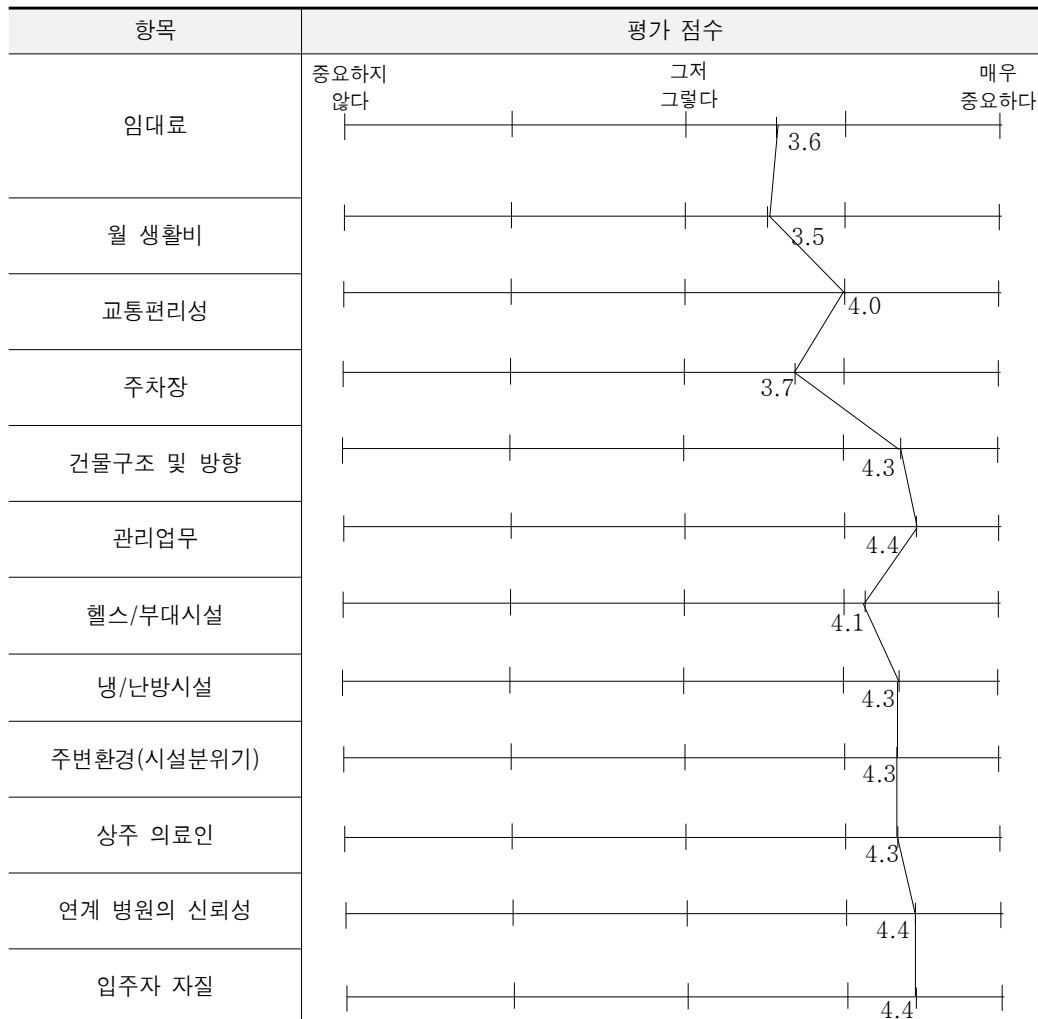 항목
평가 점수
중요하지
않다
그저
그렇다
매우
중요하다
임대료
3.6
월 생활비
3.5
교통편리성
4.0
주차장
3.7
건물구조 및 방향
4.3
관리업무
4.4
헬스/부대시설
4.1
냉/난방시설
4.3
주변환경(시설분위기)
4.3
상주 의료인
4.3
연계 병원의 신뢰성
4.4
입주자 자질
4.4